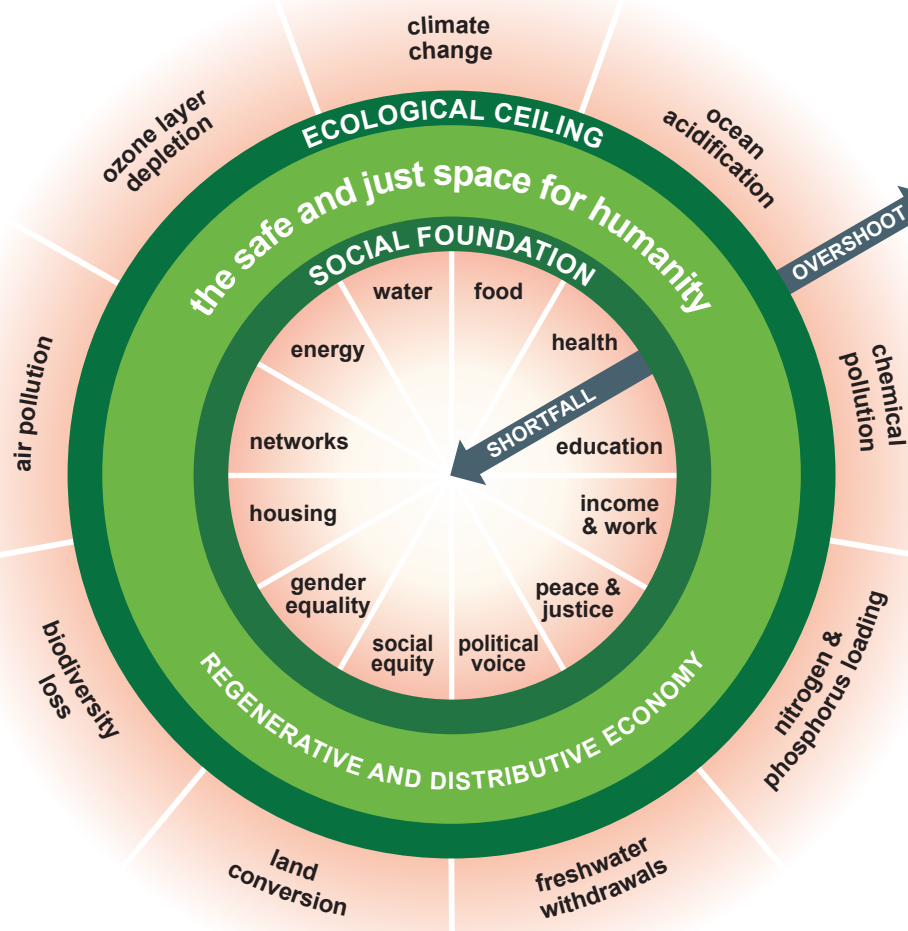 climate
change
ozone layer
depletion
ocean
acidification
ECOLOGICAL CEILING
the safe and just space for humanity
OVERSHOOT
SOCIAL FOUNDATION
water
food
energy
health
SHORTFALL
air pollution
chemical
pollution
networks
education
housing
income
& work
gender
equality
peace &
justice
social
equity
political
voice
biodiversity
loss
nitrogen &
phosphorus loading
REGENERATIVE AND DISTRIBUTIVE ECONOMY
land
conversion
freshwater
withdrawals